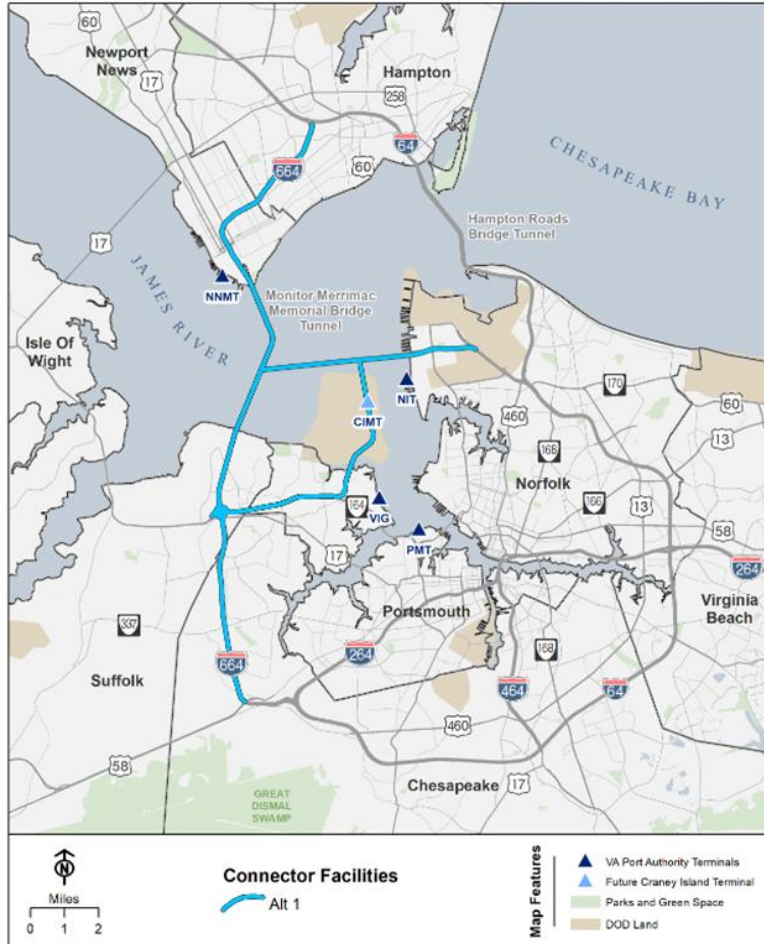 60
Newport
News
17
Hampton
258
64
664
60
CHESAPEAKE BAY
Hampton Roads
Bridge Tunnel
17
JAMES RIVER
NNMT
Monitor Merrimac
Memorial Bridge
Tunnel
Isle Of
Wight
NIT
170
CIMT
460
60
13
168
Norfolk
164
VIG
166
13
58
PMT
17
264
Portsmouth
Virginia
Beach
337
264
168
664
Suffolk
464
64
460
58
Chesapeake
17
GREAT
DISMAL
SWAMP
N
Miles
0 1 2
Connector Facilities
Alt 1
Map Features
VA Port Authority Terminals
Future Craney Island Terminal
Parks and Green Space
DOD Land